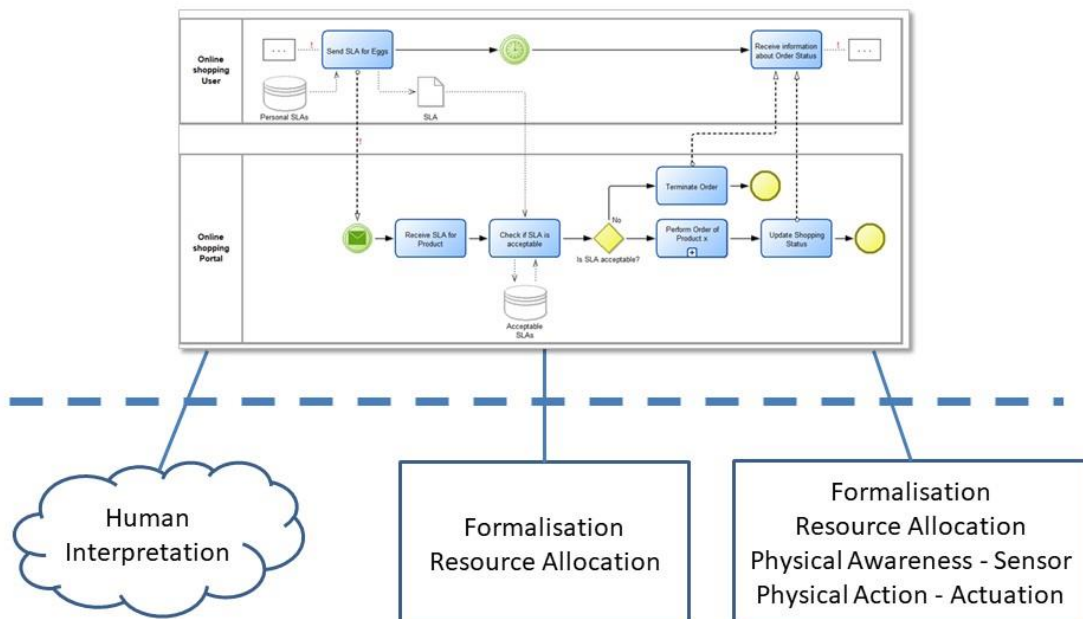 Online
shopping
User
...
!
Send SLA for Eggs
Receive information
about Order Status
!
...
Personal SLAs
SLA
!
Online
shopping
Portal
Receive SLA for
Product
Check if SLA is
acceptable
Is SLA acceptable?
No
Terminate Order
Perform Order of
Product x
Update Shopping
Status
Acceptable
SLAs
Human
Interpretation
Formalisation
Resource Allocation
Formalisation
Resource Allocation
Physical Awareness - Sensor
Physical Action - Actuation